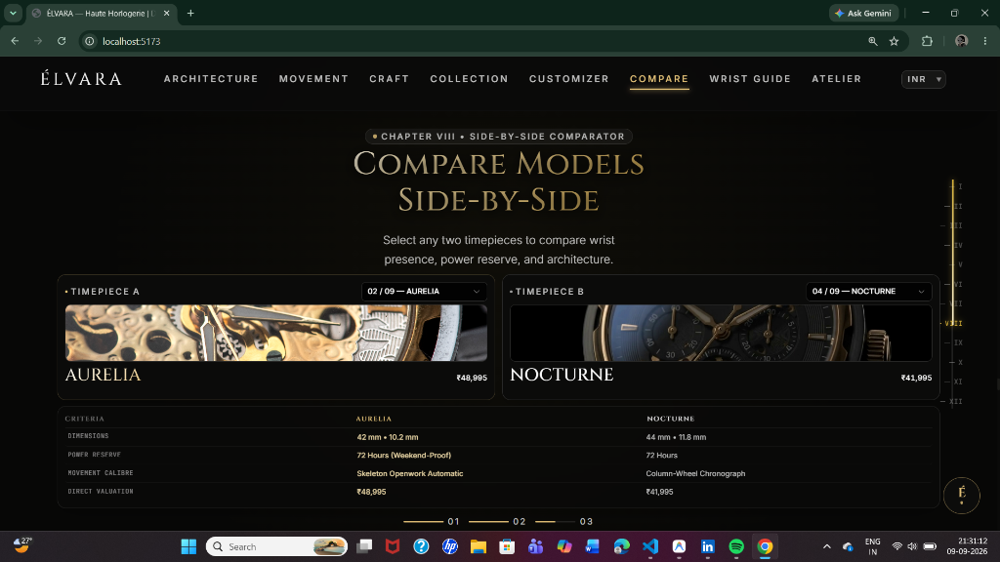 ÉLVARA — Haute Horlogerie | L
Ask Gemini
localhost:5173
ÉLVARA
ARCHITECTURE MOVEMENT CRAFT COLLECTION CUSTOMIZER COMPARE WRIST GUIDE ATELIER INR
CHAPTER VIII • SIDE-BY-SIDE COMPARATOR
COMPARE MODELS
SIDE-BY-SIDE
Select any two timepieces to compare wrist
presence, power reserve, and architecture.
TIMEPIECE A 02 / 09 — AURELIA
TIMEPIECE B 04 / 09 — NOCTURNE
AURELIA ₹48,995
NOCTURNE ₹41,995
CRITERIA AURELIA NOCTURNE
DIMENSIONS 42 mm • 10.2 mm 44 mm • 11.8 mm
POWER RESERVE 72 Hours (Weekend-Proof) 72 Hours
MOVEMENT CALIBRE Skeleton Openwork Automatic Column-Wheel Chronograph
DIRECT VALUATION ₹48,995 ₹41,995
01 02 03
I
II
III
IV
V
VI
VII
IX
X
XI
XII
É
27°
Search
ENG
IN
21:31:12
09-09-2026